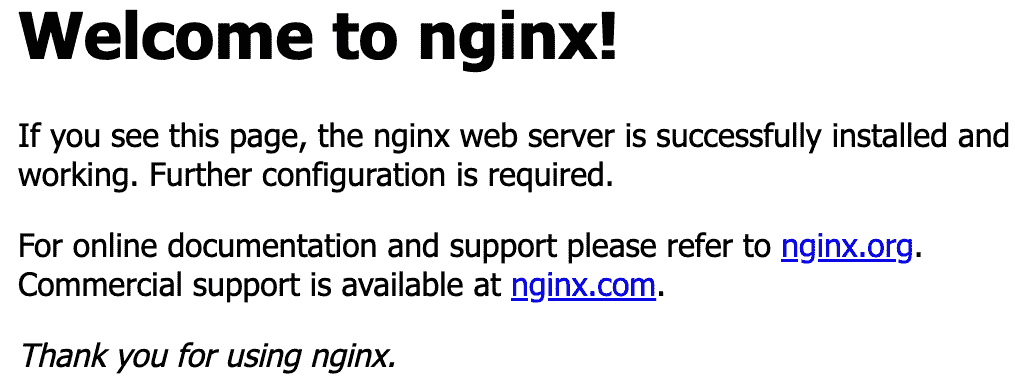 Welcome to nginx!
If you see this page, the nginx web server is successfully installed and
working. Further configuration is required.
For online documentation and support please refer to nginx.org.
Commercial support is available at nginx.com.
Thank you for using nginx.